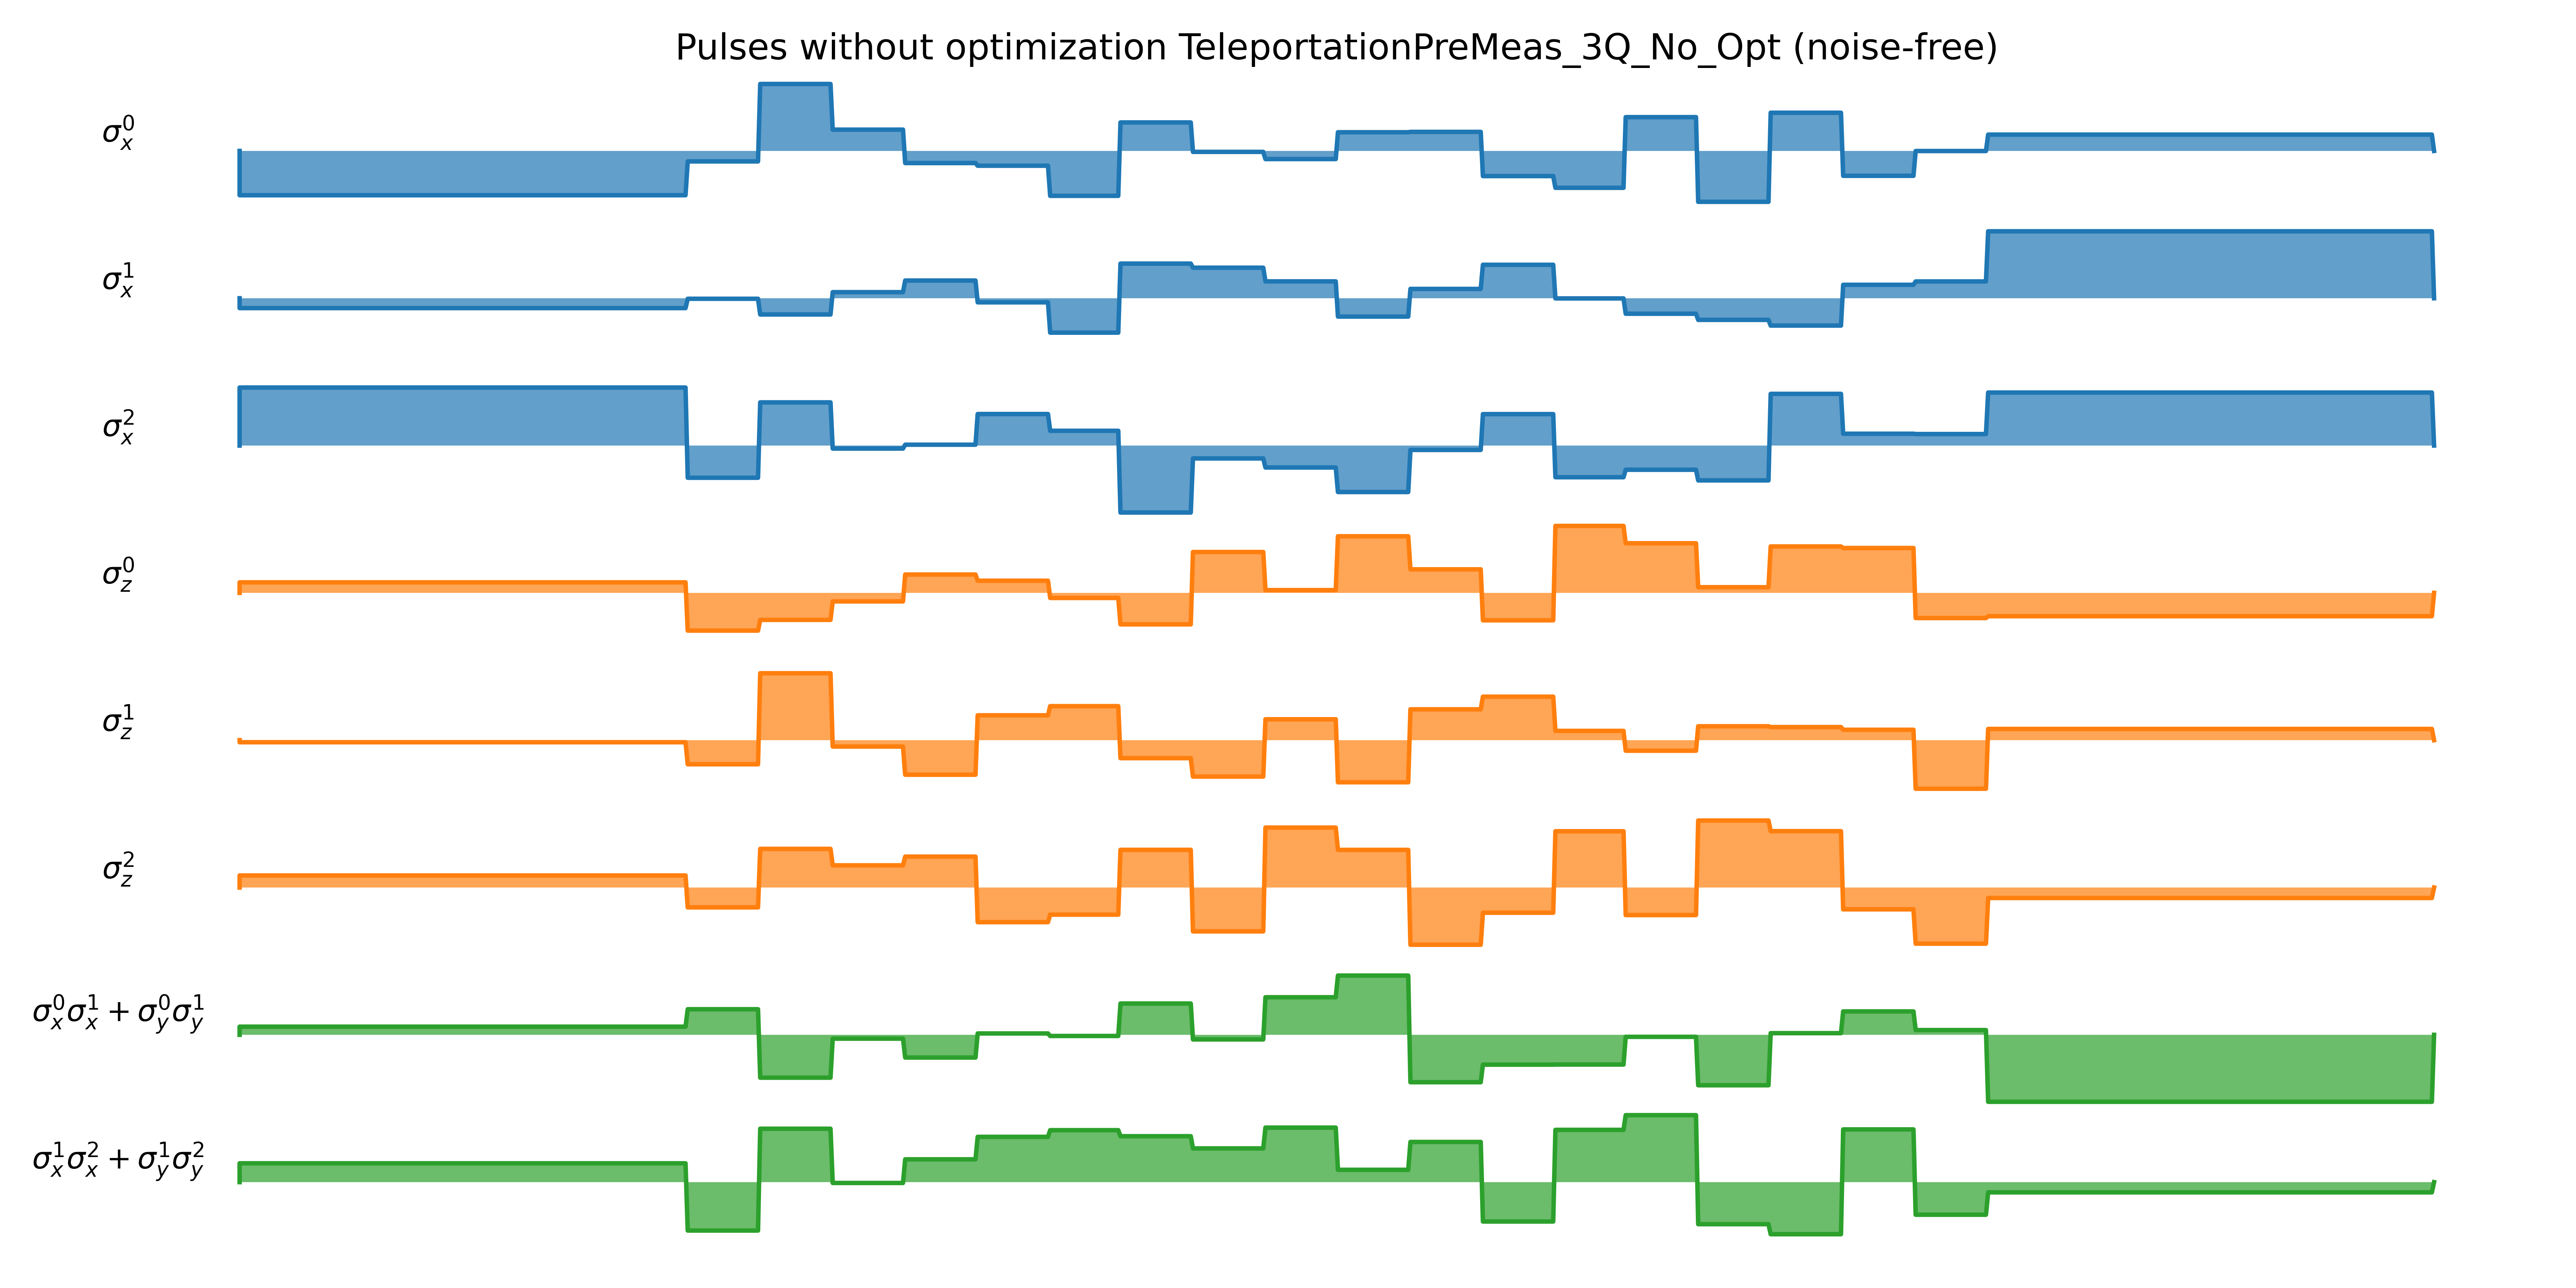 Pulses without optimization TeleportationPreMeas_3Q_No_Opt (noise-free)
σ_x^0
σ_x^1
σ_x^2
σ_z^0
σ_z^1
σ_z^2
σ_x^0σ_x^1 + σ_y^0σ_y^1
σ_x^1σ_x^2 + σ_y^1σ_y^2